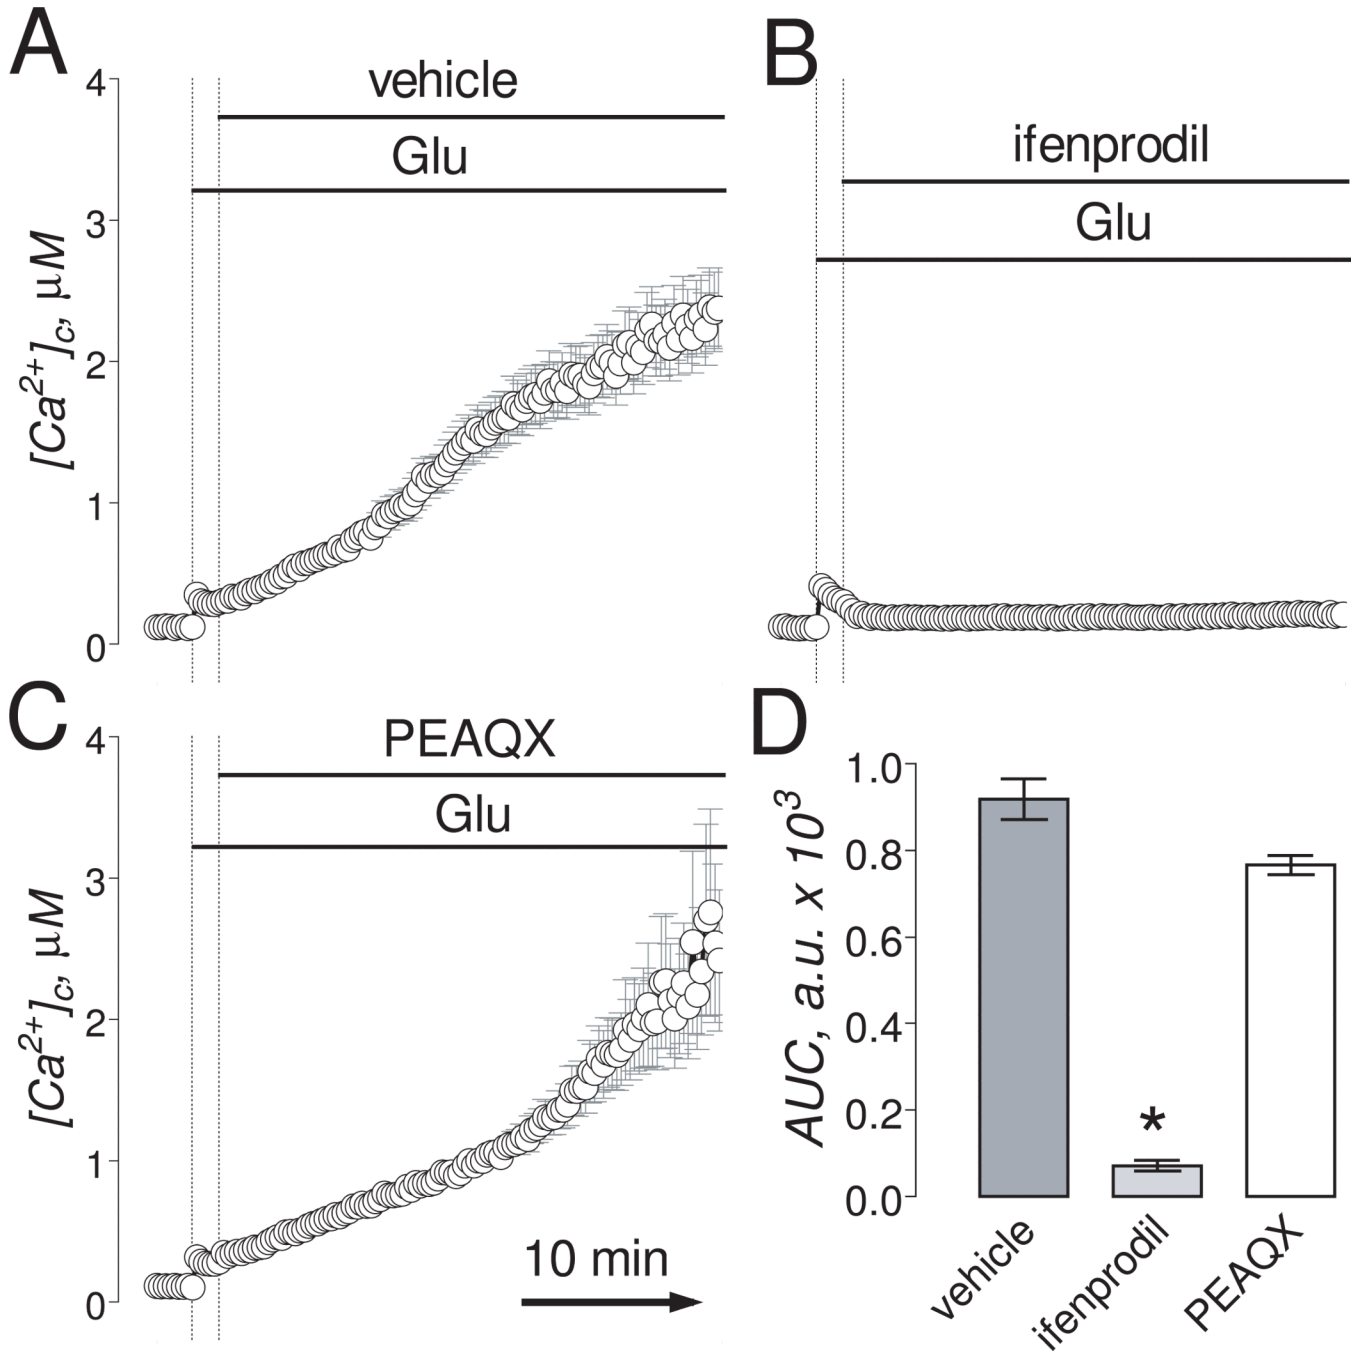 A
4
3
2
1
0
[Ca2+]c, μM
vehicle
Glu
B
ifenprodil
Glu
C
4
3
2
1
0
[Ca2+]c, μM
PEAQX
Glu
10 min
D
1.0
0.8
0.6
0.4
0.2
0.0
AUC, a.u. x 10³
*
vehicle
ifenprodil
PEAQX